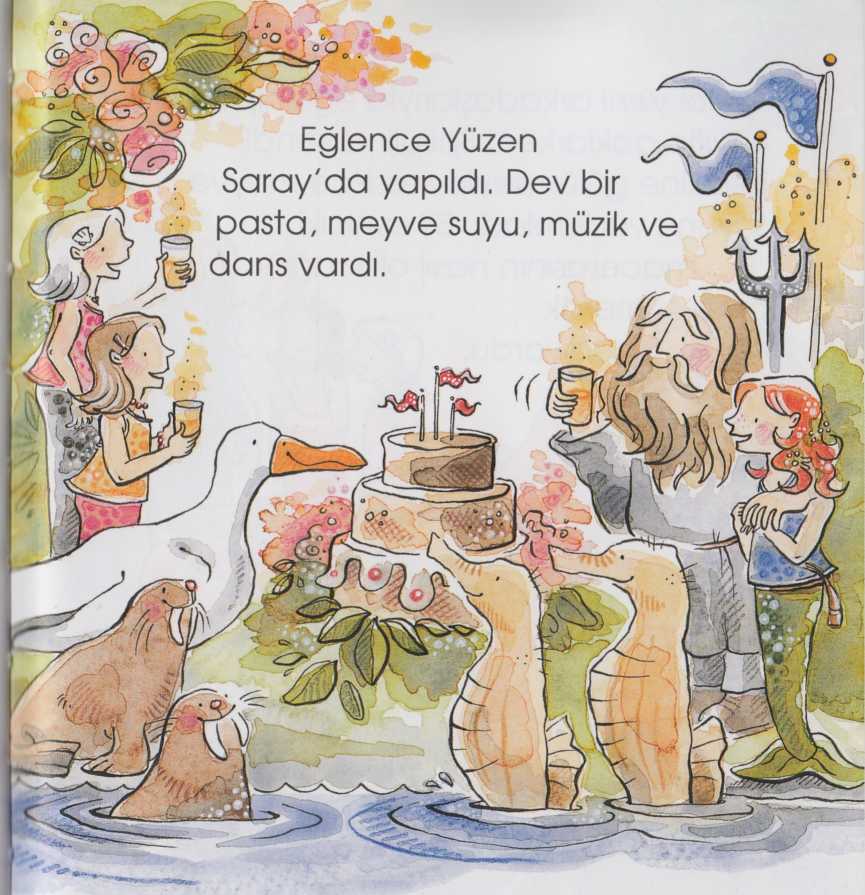 Eğlence Yüzen
Saray'da yapıldı. Dev bir
pasta, meyve suyu, müzik ve
dans vardı.